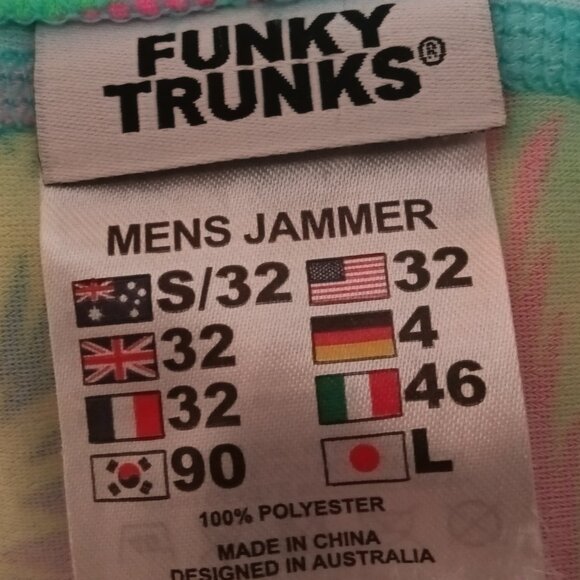 FUNKY
TRUNKS®
MENS JAMMER
S/32 32
32 4
32 46
90 L
100% POLYESTER
MADE IN CHINA
DESIGNED IN AUSTRALIA